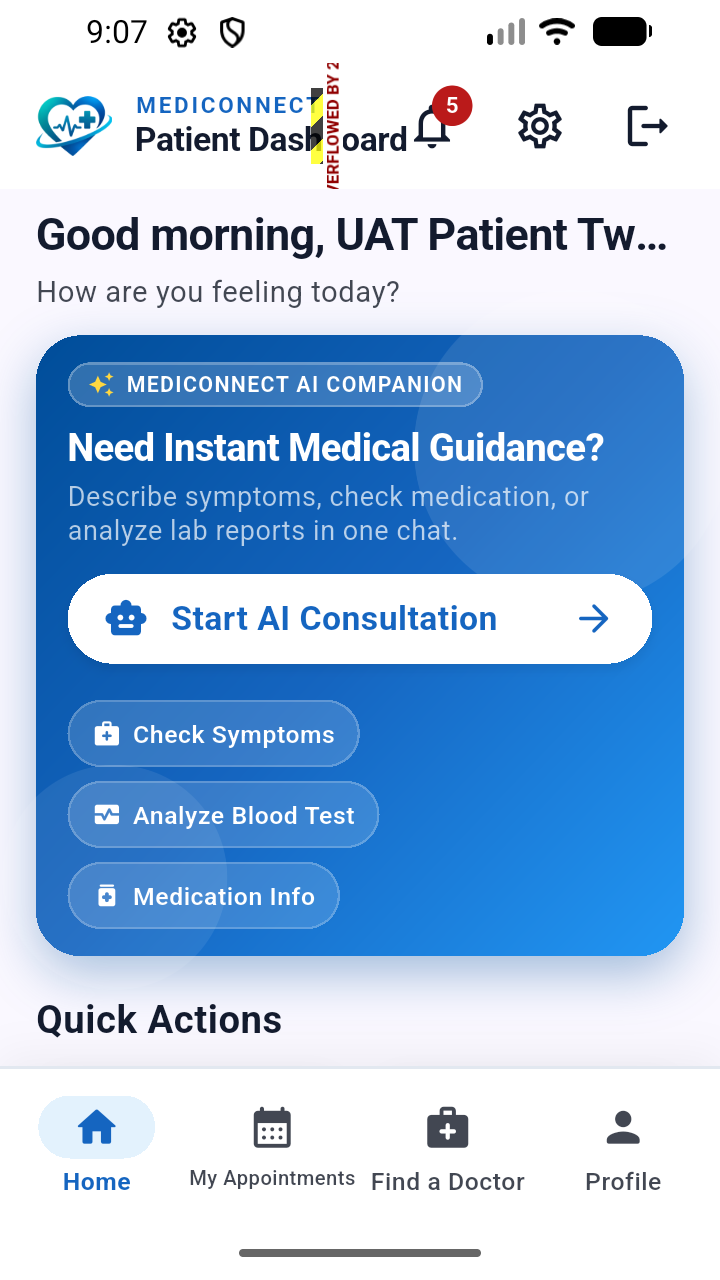 9:07
MEDICONNECT
5
Patient Dashboard
VERFLOWED BY 2
Good morning, UAT Patient Tw...
How are you feeling today?
MEDICONNECT AI COMPANION
Need Instant Medical Guidance?
Describe symptoms, check medication, or
analyze lab reports in one chat.
Start AI Consultation
Check Symptoms
Analyze Blood Test
Medication Info
Quick Actions
Home
My Appointments
Find a Doctor
Profile